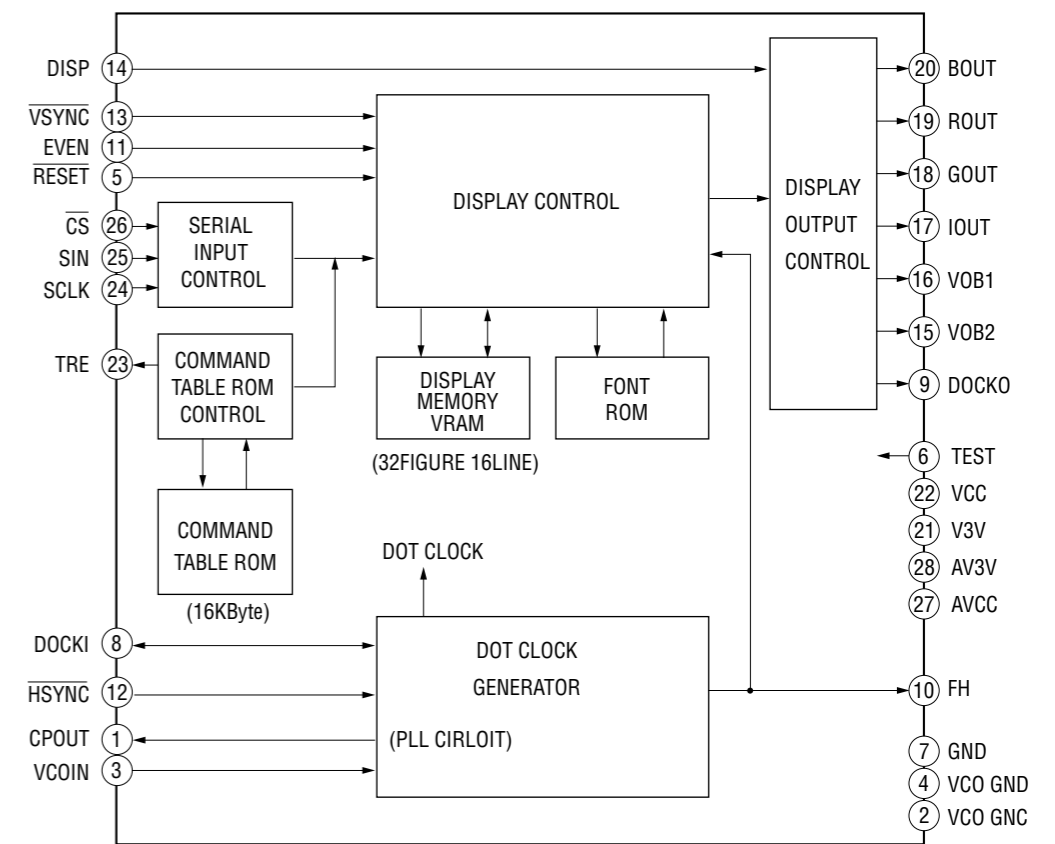 DISP 14
VSYNC 13
EVEN 11
RESET 5
CS 26
SIN 25
SCLK 24
TRE 23
DOCKI 8
HSYNC 12
CPOUT 1
VCOIN 3
SERIAL
INPUT
CONTROL
COMMAND
TABLE ROM
CONTROL
COMMAND
TABLE ROM
(16KByte)
DISPLAY CONTROL
DISPLAY
MEMORY
VRAM
(32FIGURE 16LINE)
FONT
ROM
DOT CLOCK
DOT CLOCK
GENERATOR
(PLL CIRLOIT)
DISPLAY
OUTPUT
CONTROL
20 BOUT
19 ROUT
18 GOUT
17 IOUT
16 VOB1
15 VOB2
9 DOCKO
6 TEST
22 VCC
21 V3V
28 AV3V
27 AVCC
10 FH
7 GND
4 VCO GND
2 VCO GNC